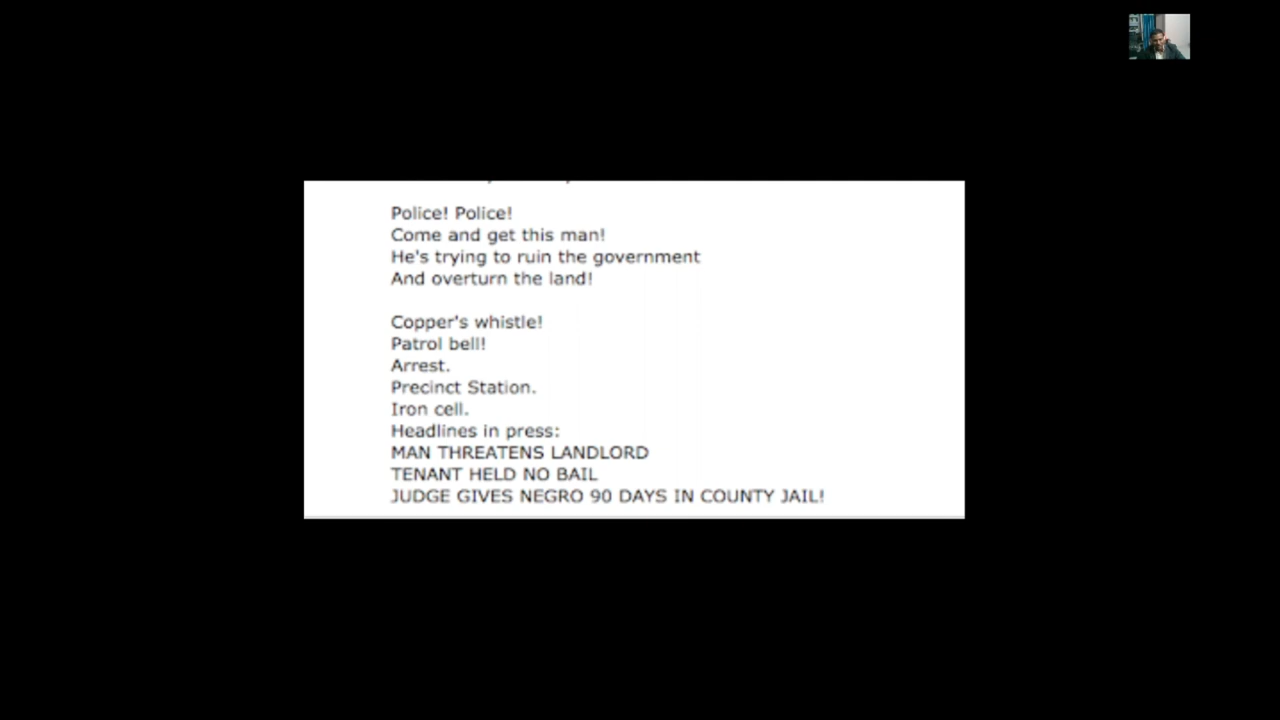 Police! Police!
Come and get this man!
He's trying to ruin the government
And overturn the land!
Copper's whistle!
Patrol bell!
Arrest.
Precinct Station.
Iron cell.
Headlines in press:
MAN THREATENS LANDLORD
TENANT HELD NO BAIL
JUDGE GIVES NEGRO 90 DAYS IN COUNTY JAIL!